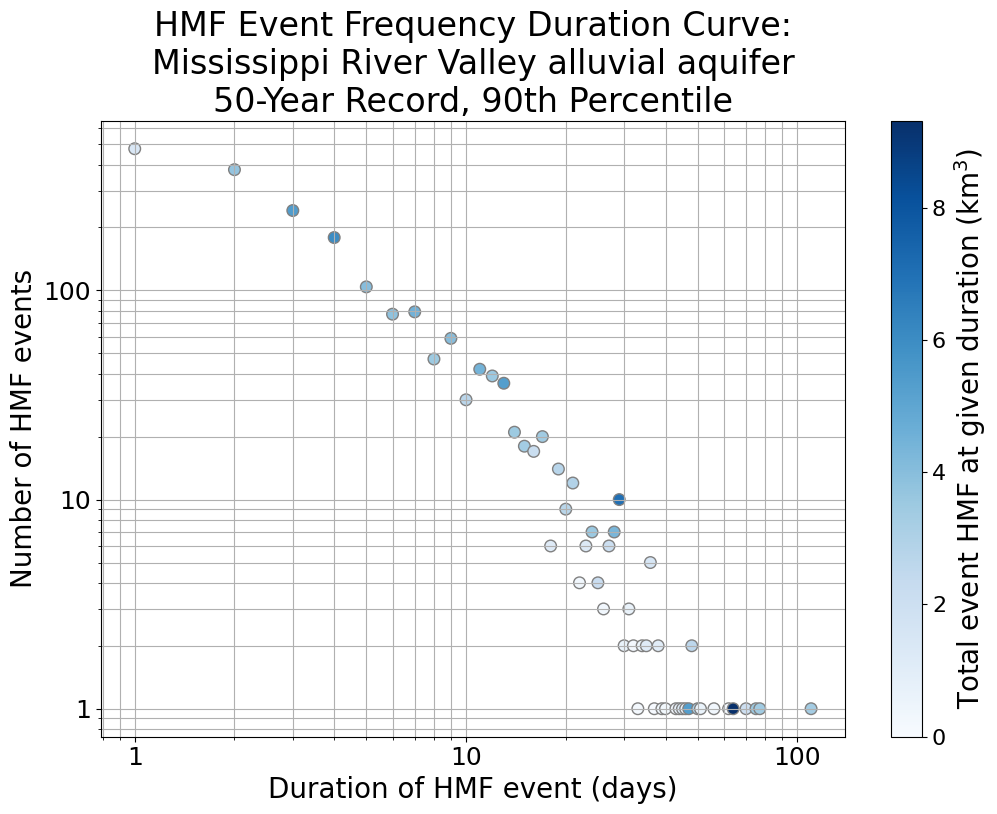 HMF Event Frequency Duration Curve:
Mississippi River Valley alluvial aquifer
50-Year Record, 90th Percentile
Number of HMF events
100
10
1
1
10
100
Duration of HMF event (days)
8
6
4
2
0
Total event HMF at given duration (km³)